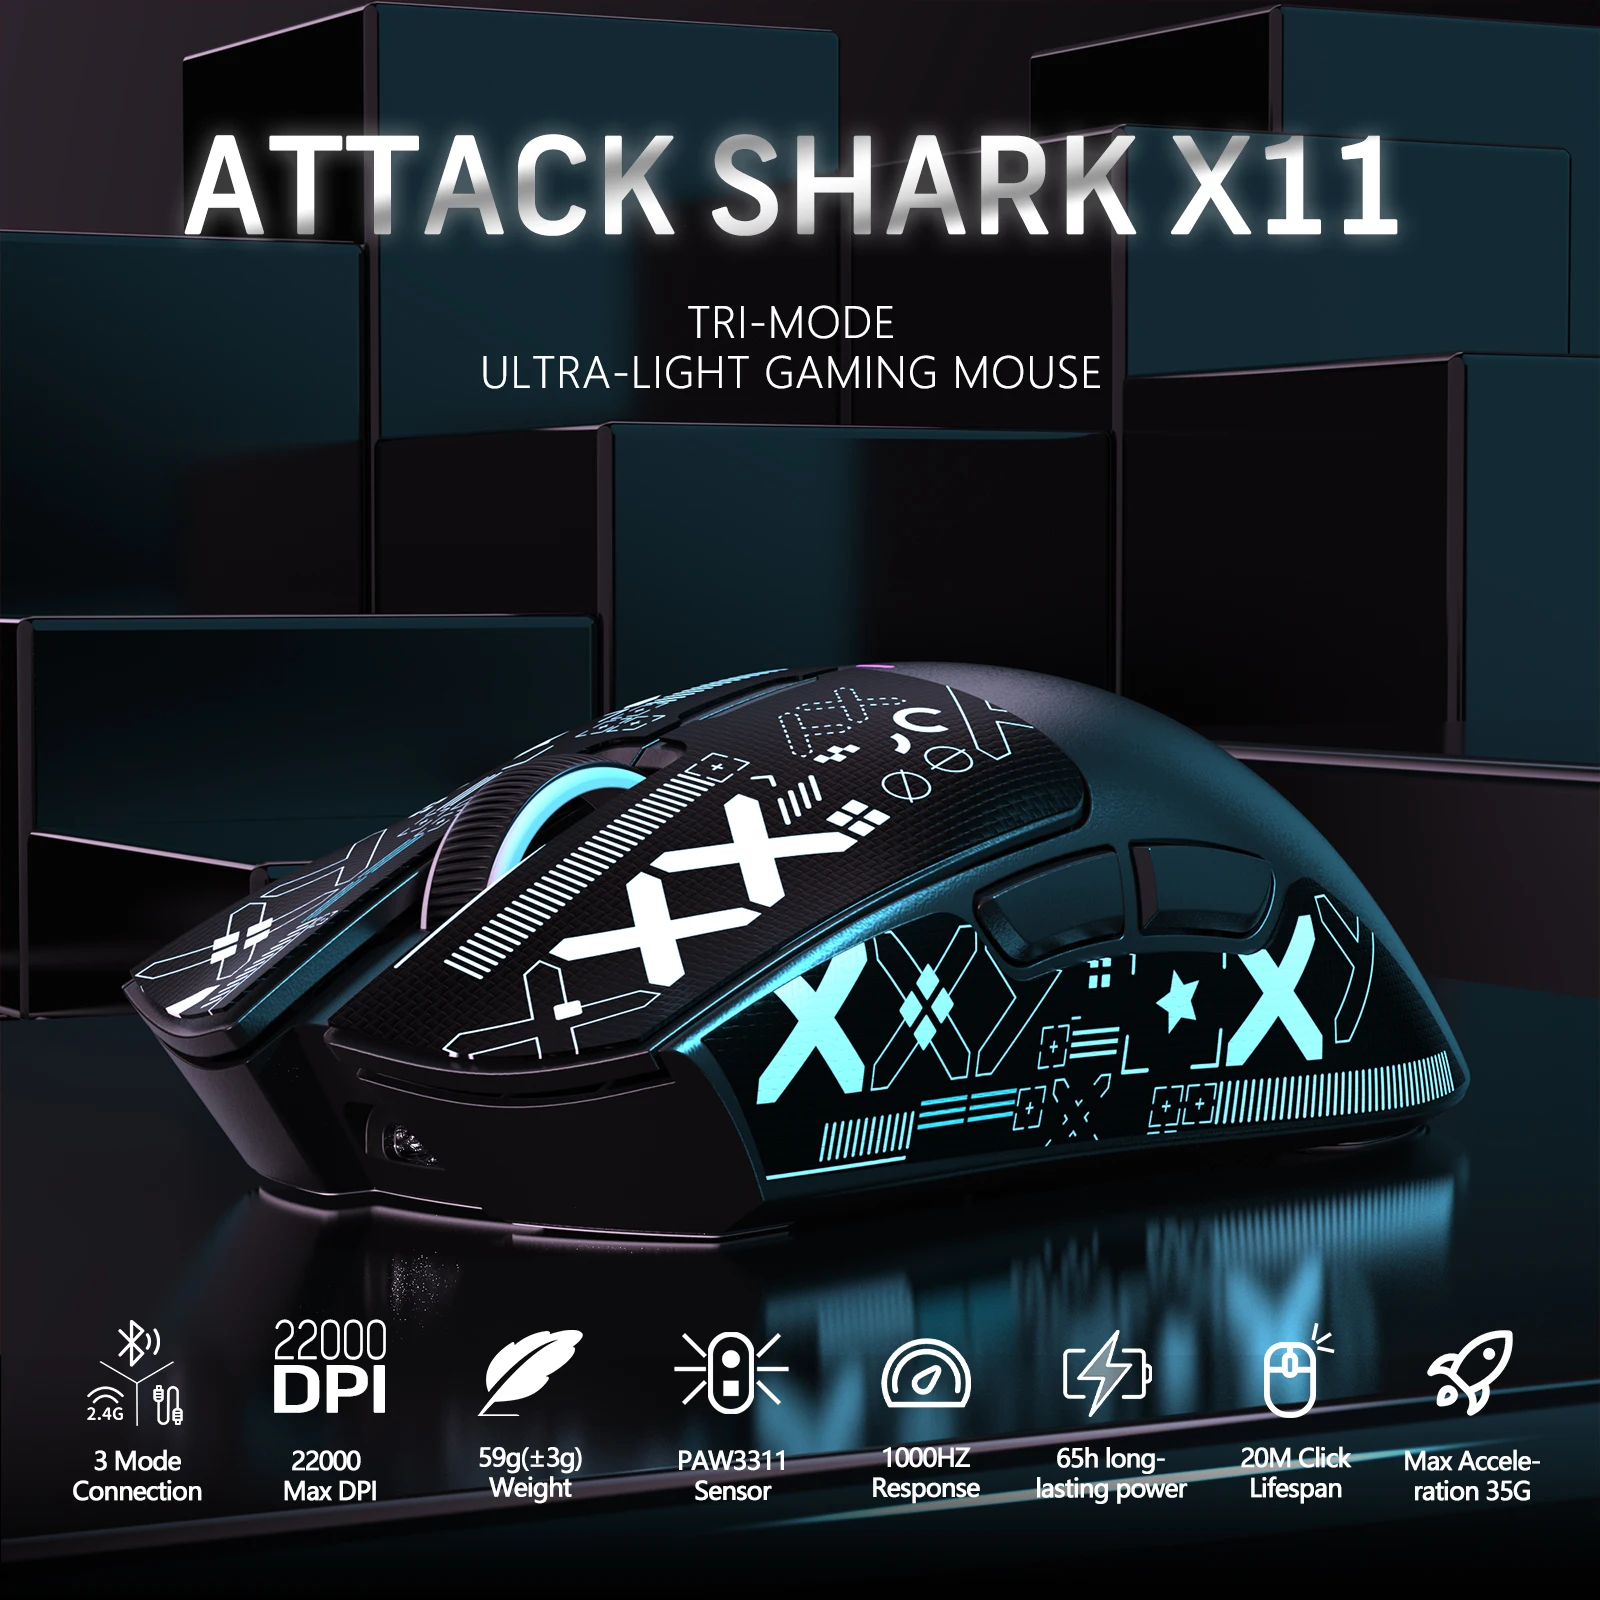 ATTACK SHARK X11
TRI-MODE
ULTRA-LIGHT GAMING MOUSE
2.4G
22000
DPI
3 Mode
Connection
22000
Max DPI
59g(±3g)
Weight
PAW3311
Sensor
1000HZ
Response
65h long-
lasting power
20M Click
Lifespan
Max Accele-
ration 35G